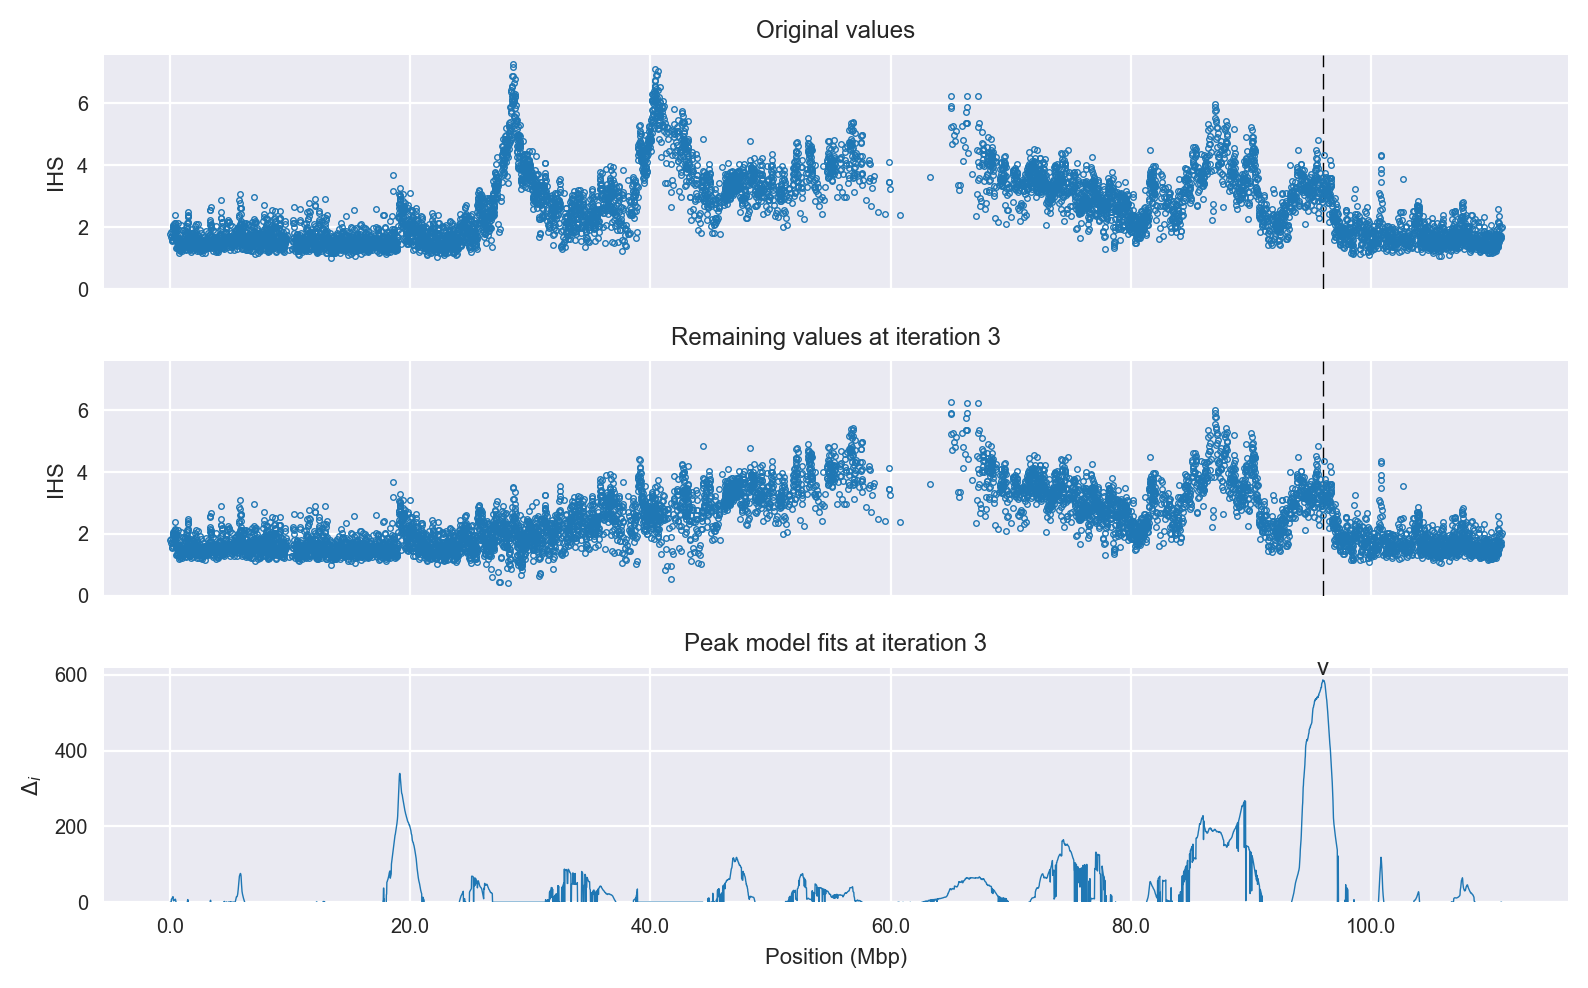 Original values
6
4
2
0
IHS
Remaining values at iteration 3
6
4
2
0
IHS
Peak model fits at iteration 3
v
600
400
200
0
Δi
0.0 20.0 40.0 60.0 80.0 100.0
Position (Mbp)